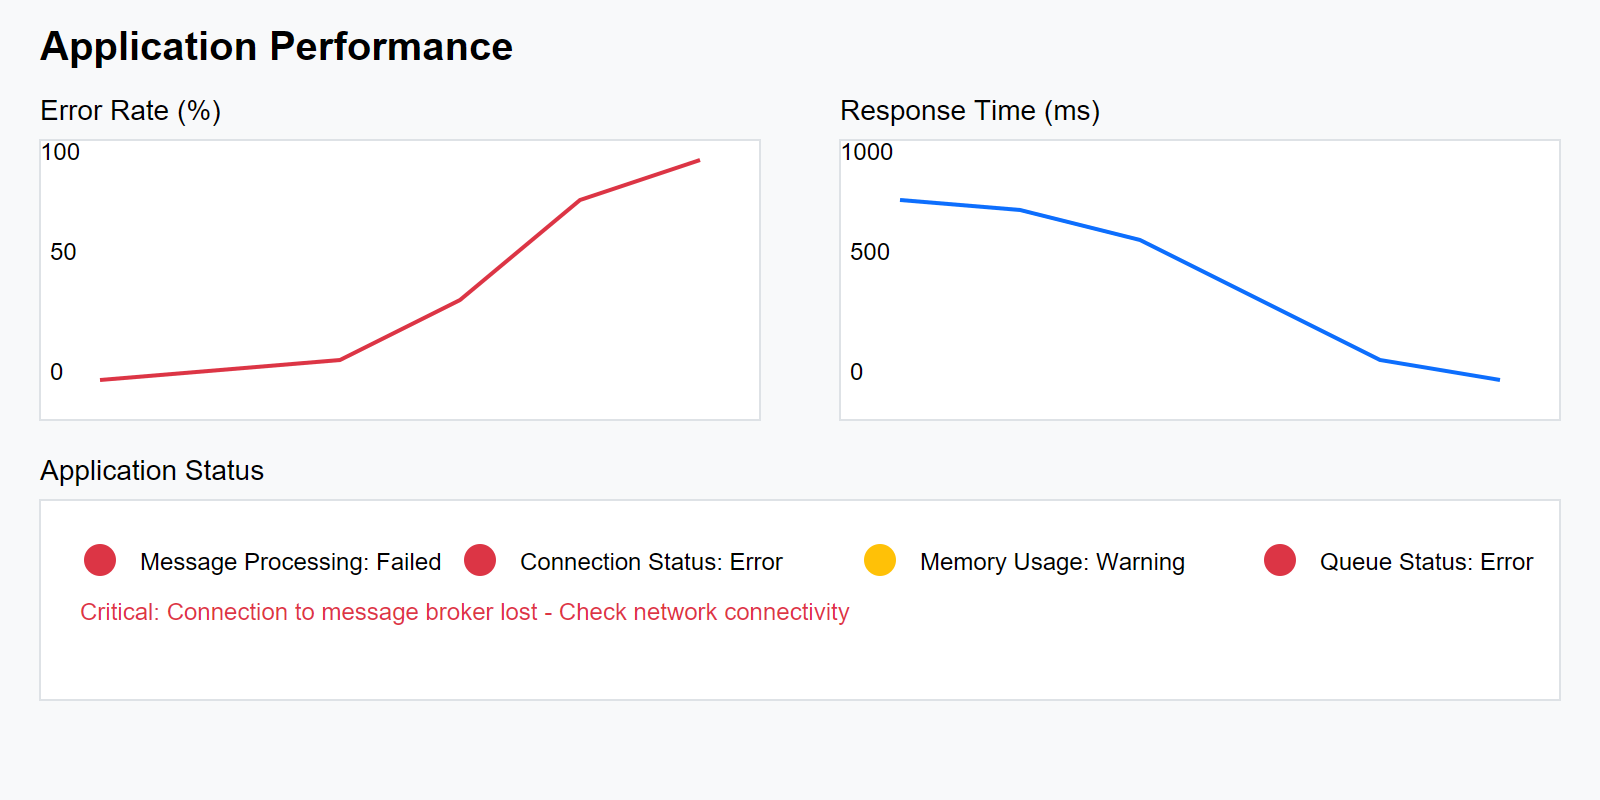 Application Performance
Error Rate (%)
100
50
0
Response Time (ms)
1000
500
0
Application Status
Message Processing: Failed
Connection Status: Error
Memory Usage: Warning
Queue Status: Error
Critical: Connection to message broker lost - Check network connectivity